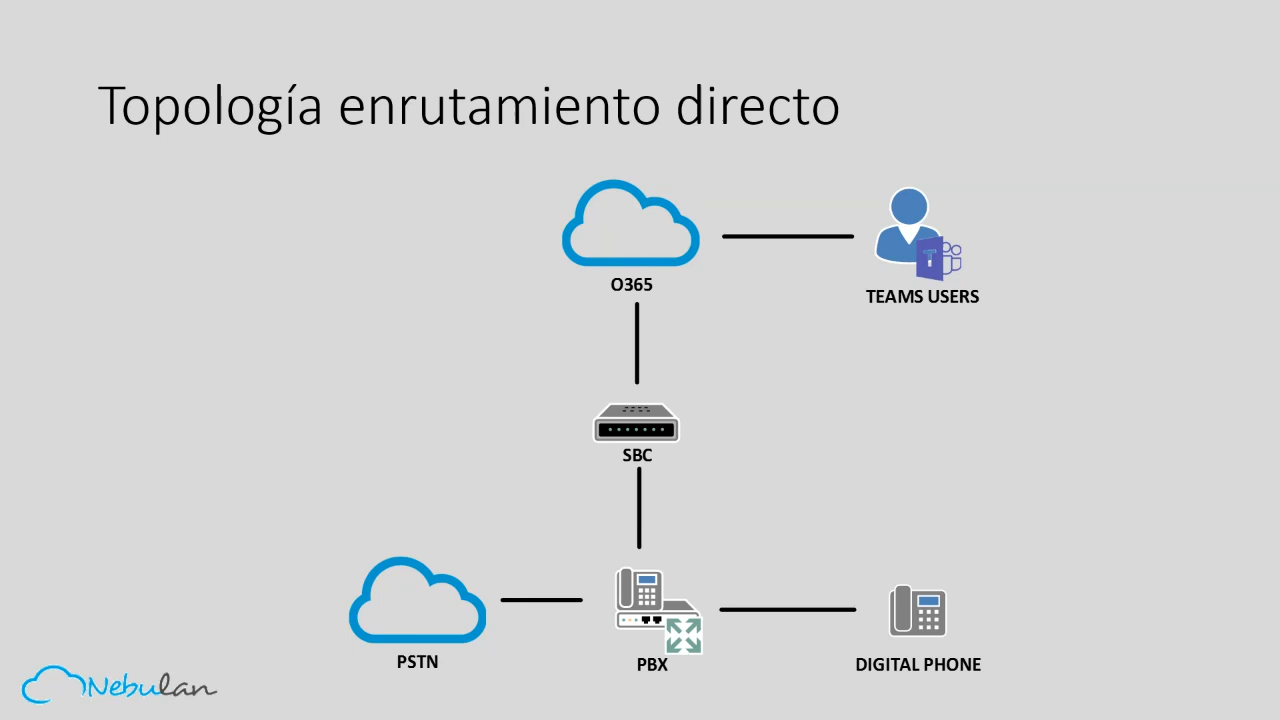 Topología enrutamiento directo
O365
TEAMS USERS
T
SBC
PSTN
PBX
DIGITAL PHONE
Nebulan